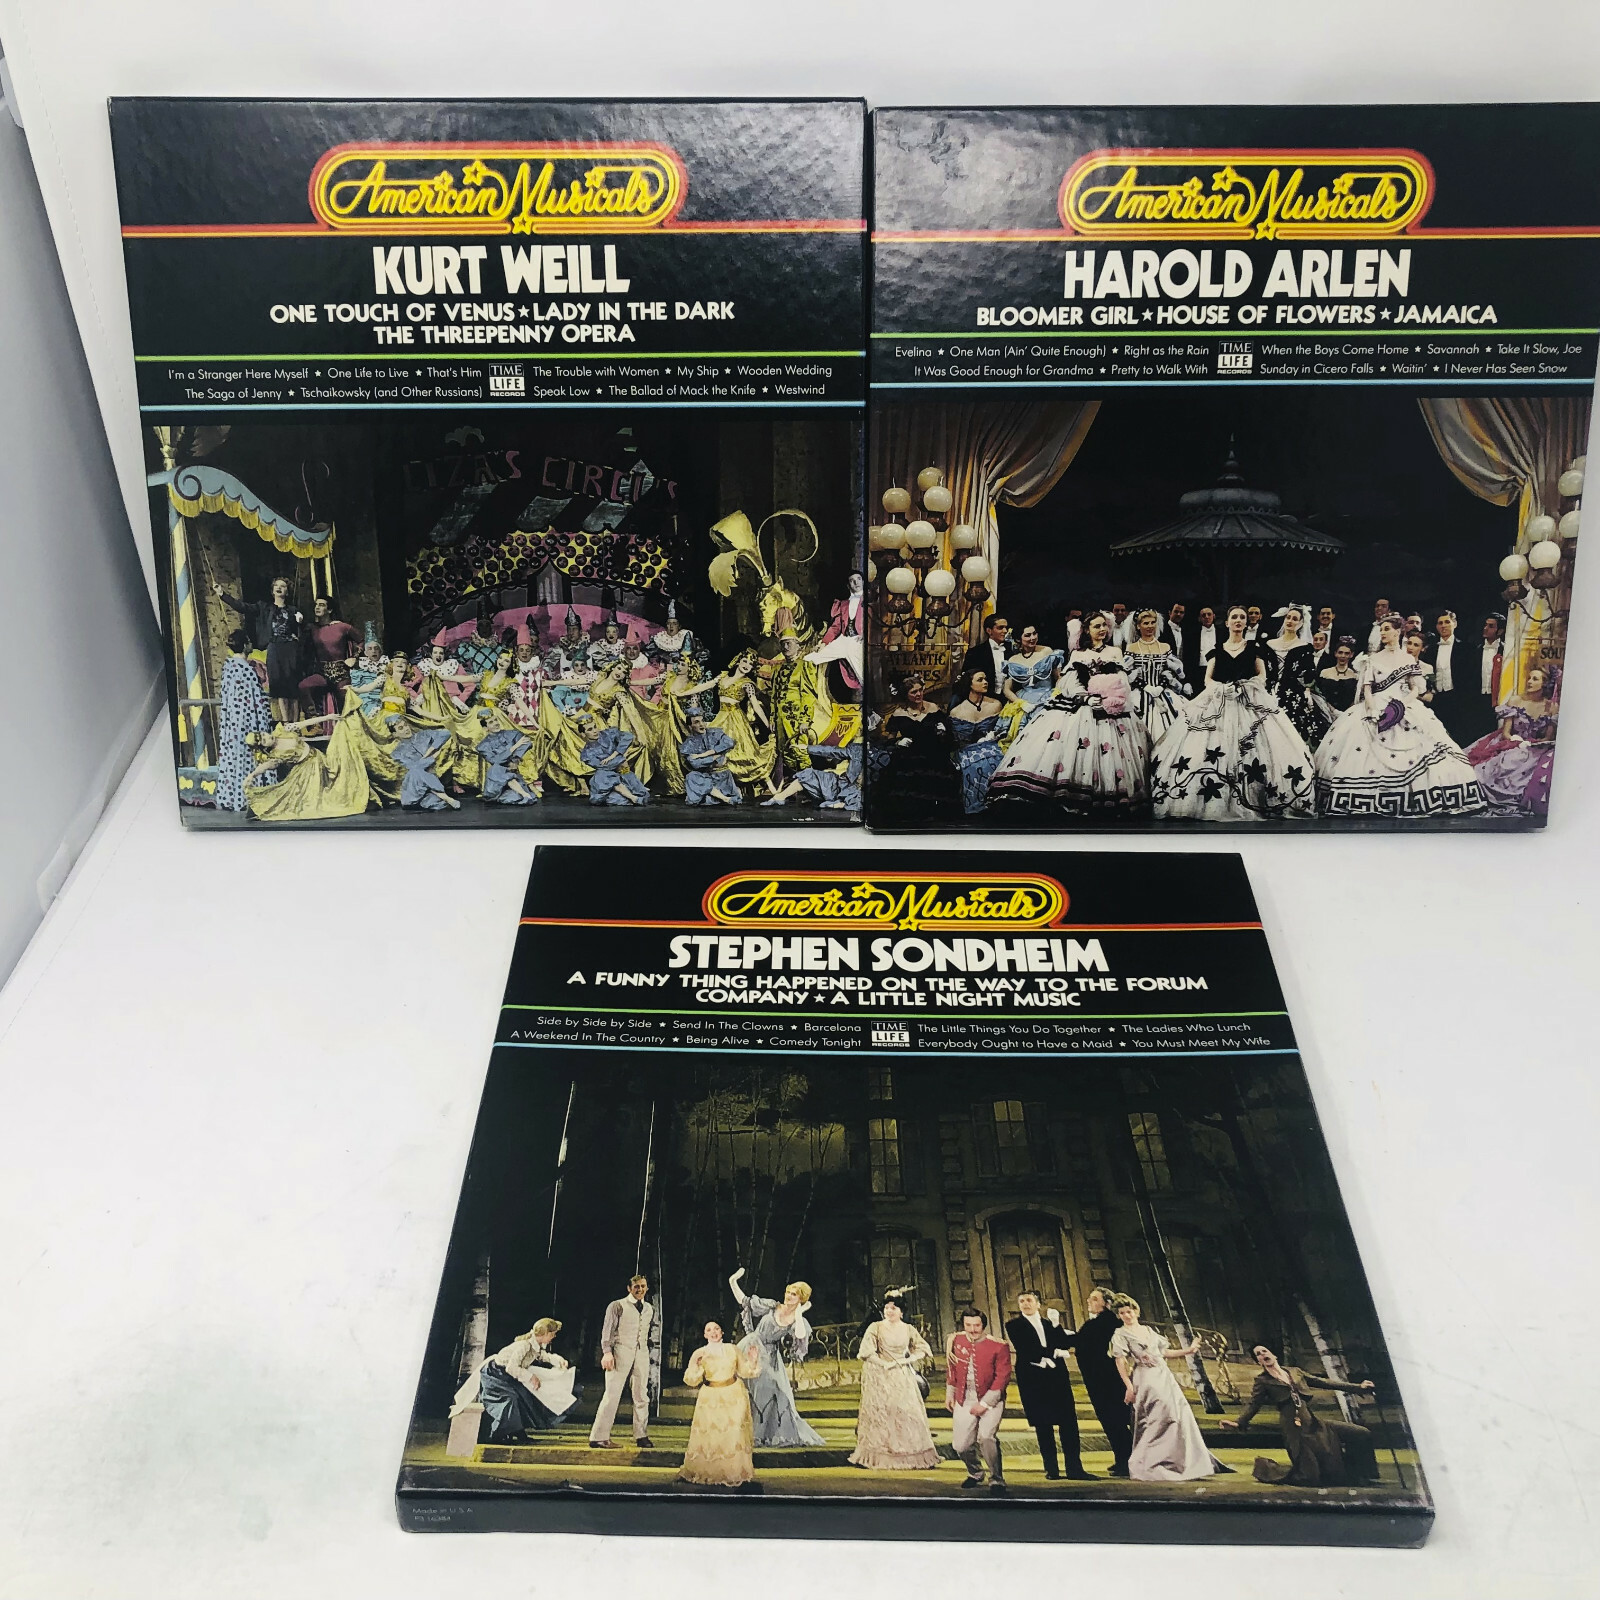 American Musicals
KURT WEILL
ONE TOUCH OF VENUS ★ LADY IN THE DARK
THE THREEPENNY OPERA
I'm a Stranger Here Myself ★ One Life to Live ★ That's Him
The Saga of Jenny ★ Tschaikowsky (and Other Russians)
TIME
LIFE
RECORDS
The Trouble with Women ★ My Ship ★ Wooden Wedding
Speak Low ★ The Ballad of Mack the Knife ★ Westwind
LIZA'S CIRCUS
American Musicals
HAROLD ARLEN
BLOOMER GIRL ★ HOUSE OF FLOWERS ★ JAMAICA
Evelina ★ One Man (Ain' Quite Enough) ★ Right as the Rain
It Was Good Enough for Grandma ★ Pretty to Walk With
TIME
LIFE
RECORDS
When the Boys Come Home ★ Savannah ★ Take It Slow, Joe
Sunday in Cicero Falls ★ Waitin' ★ I Never Has Seen Snow
ATLANTIC
American Musicals
STEPHEN SONDHEIM
A FUNNY THING HAPPENED ON THE WAY TO THE FORUM
COMPANY ★ A LITTLE NIGHT MUSIC
Side by Side by Side ★ Send In The Clowns ★ Barcelona
A Weekend In The Country ★ Being Alive ★ Comedy Tonight
TIME
LIFE
RECORDS
The Little Things You Do Together ★ The Ladies Who Lunch
Everybody Ought to Have a Maid ★ You Must Meet My Wife
Made in U.S.A.